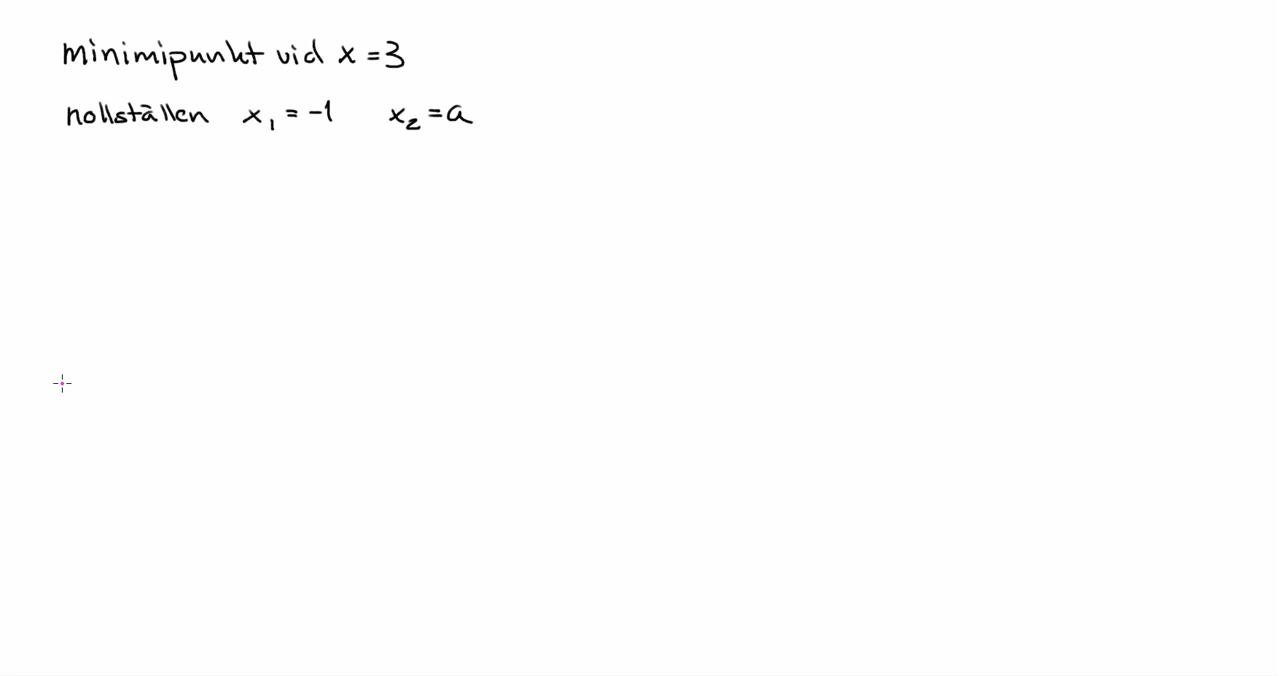 minimipunkt vid x = 3
nollställen x₁ = -1 x₂ = a